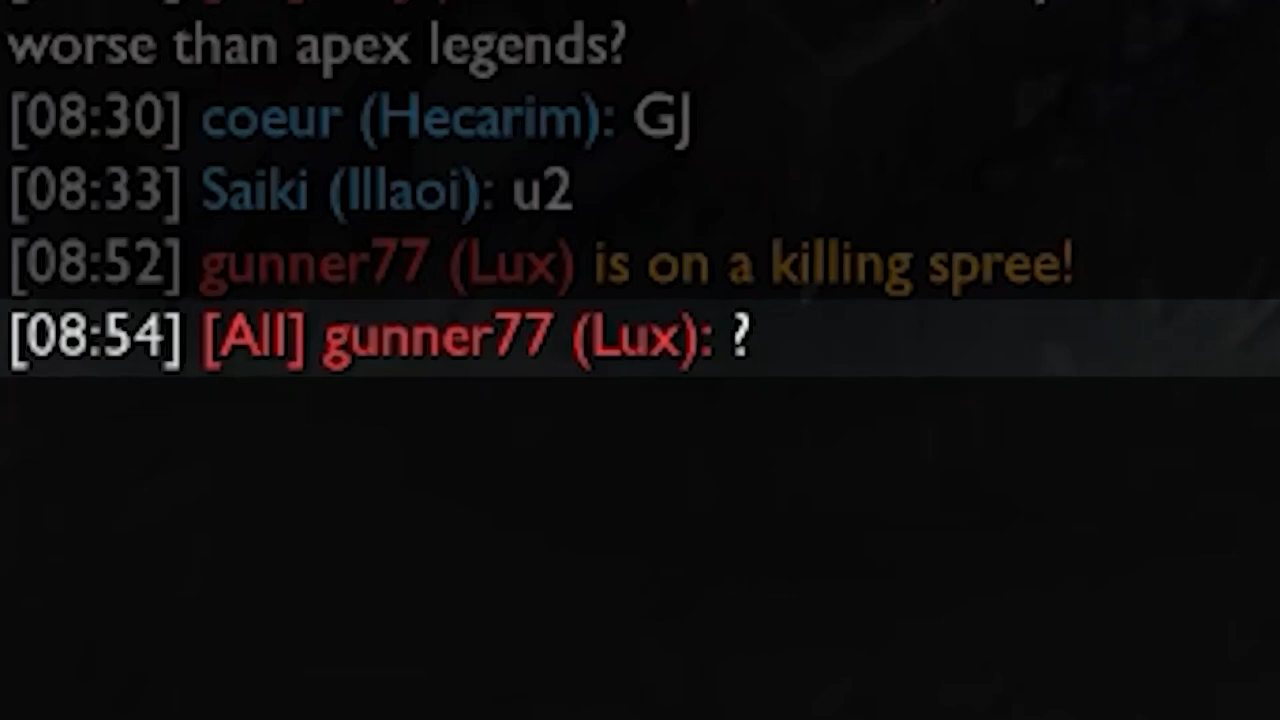 worse than apex legends?
[08:30] coeur (Hecarim): GJ
[08:33] Saiki (Illaoi): u2
[08:52] gunner77 (Lux) is on a killing spree!
[08:54] [All] gunner77 (Lux): ?